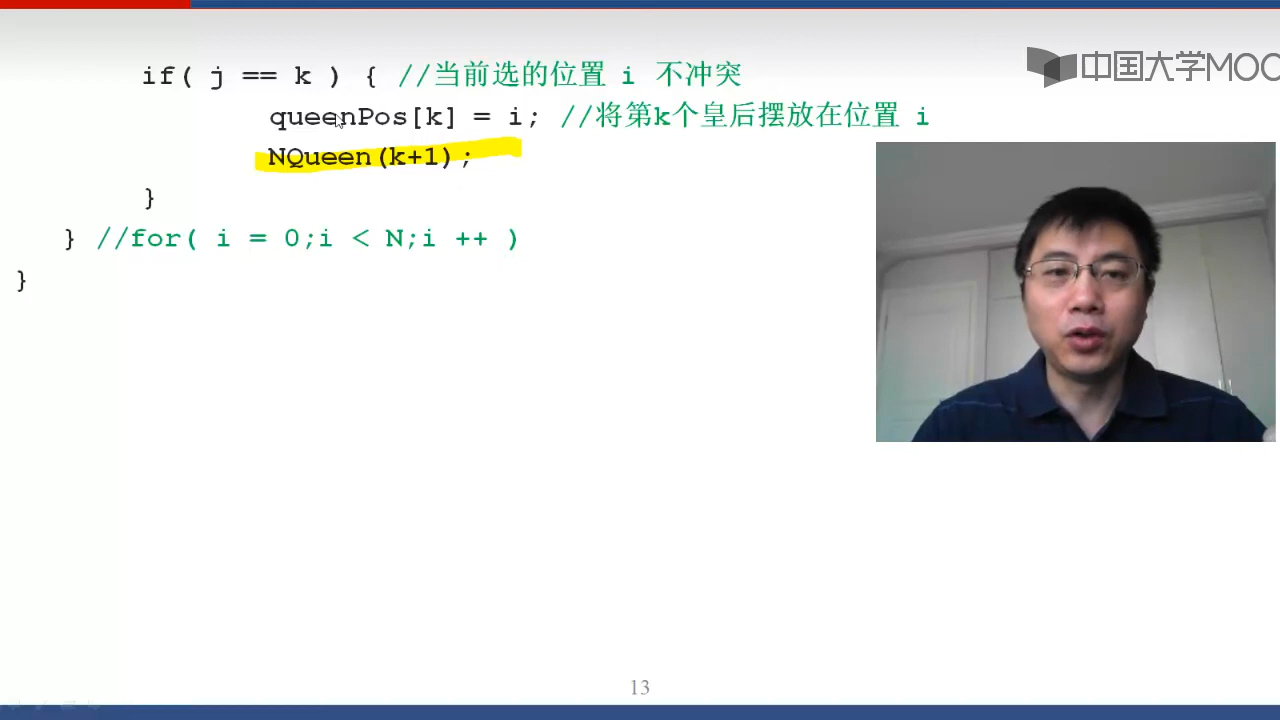 中国大学MOO
if( j == k ) { //当前选的位置 i 不冲突
queenPos[k] = i; //将第k个皇后摆放在位置 i
NQueen(k+1);
}
} //for( i = 0;i < N;i ++ )
}
13